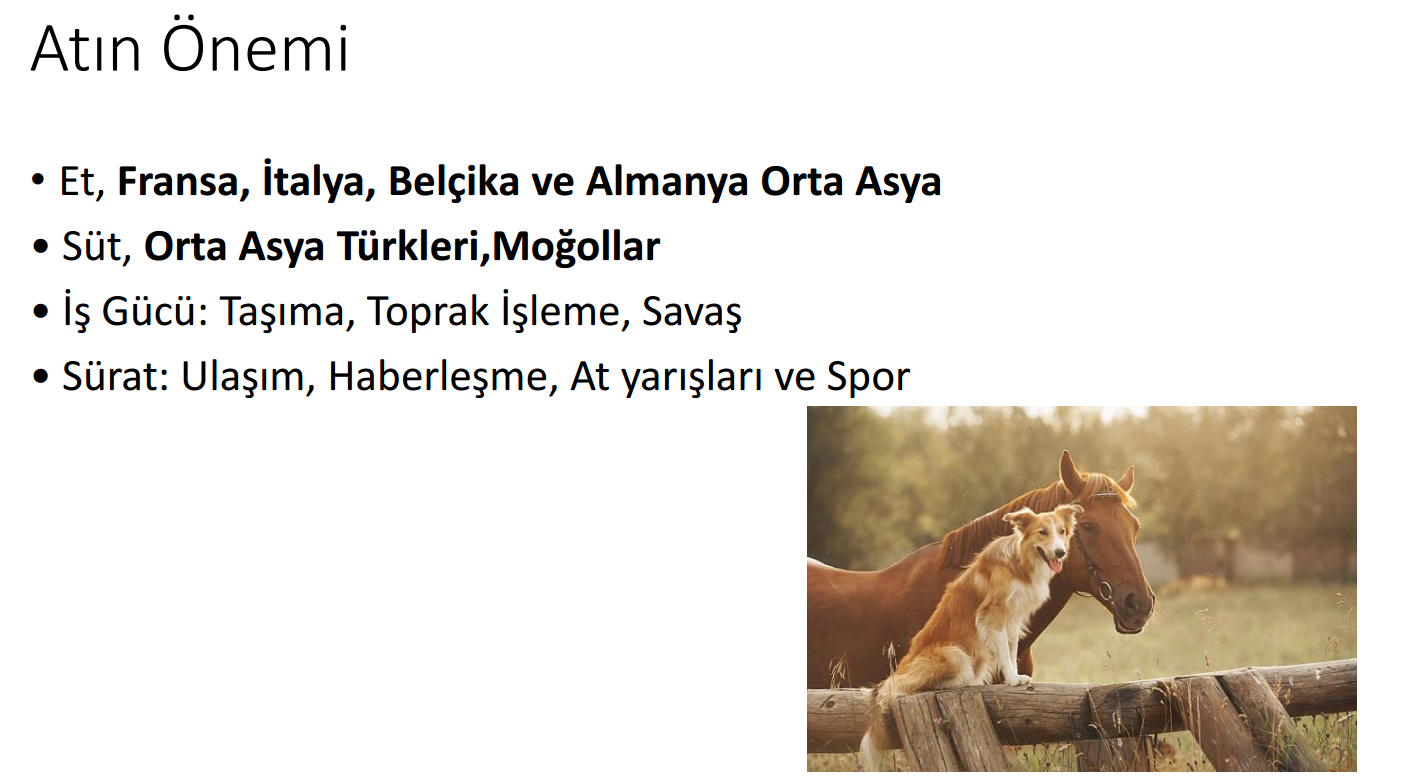 Atın Önemi
• Et, Fransa, İtalya, Belçika ve Almanya Orta Asya
• Süt, Orta Asya Türkleri,Moğollar
• İş Gücü: Taşıma, Toprak İşleme, Savaş
• Sürat: Ulaşım, Haberleşme, At yarışları ve Spor